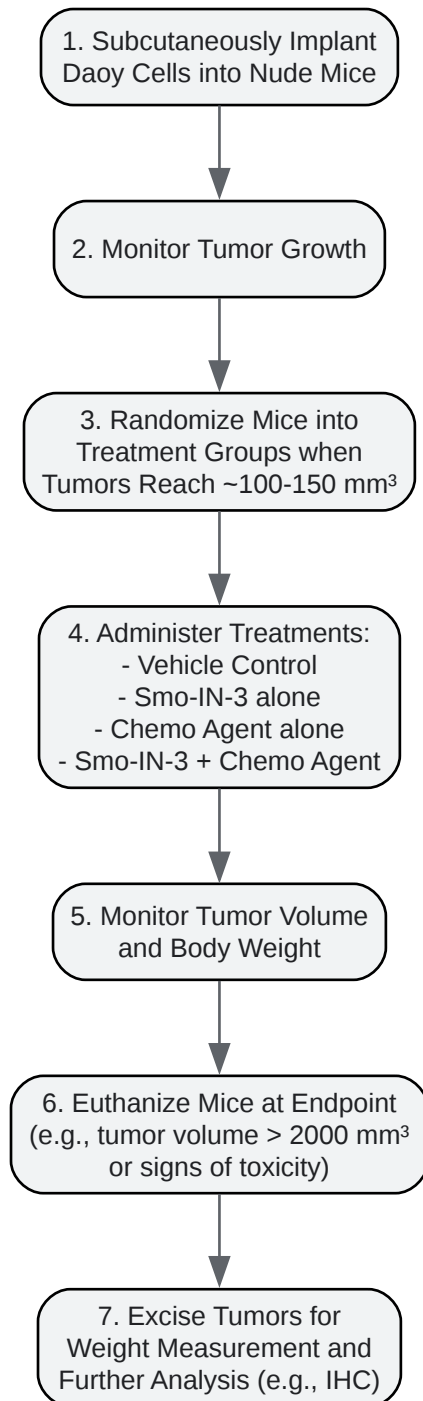 1. Subcutaneously Implant
Daoy Cells into Nude Mice
2. Monitor Tumor Growth
3. Randomize Mice into
Treatment Groups when
Tumors Reach ~100-150 mm³
4. Administer Treatments:
- Vehicle Control
- Smo-IN-3 alone
- Chemo Agent alone
- Smo-IN-3 + Chemo Agent
5. Monitor Tumor Volume
and Body Weight
6. Euthanize Mice at Endpoint
(e.g., tumor volume > 2000 mm³
or signs of toxicity)
7. Excise Tumors for
Weight Measurement and
Further Analysis (e.g., IHC)